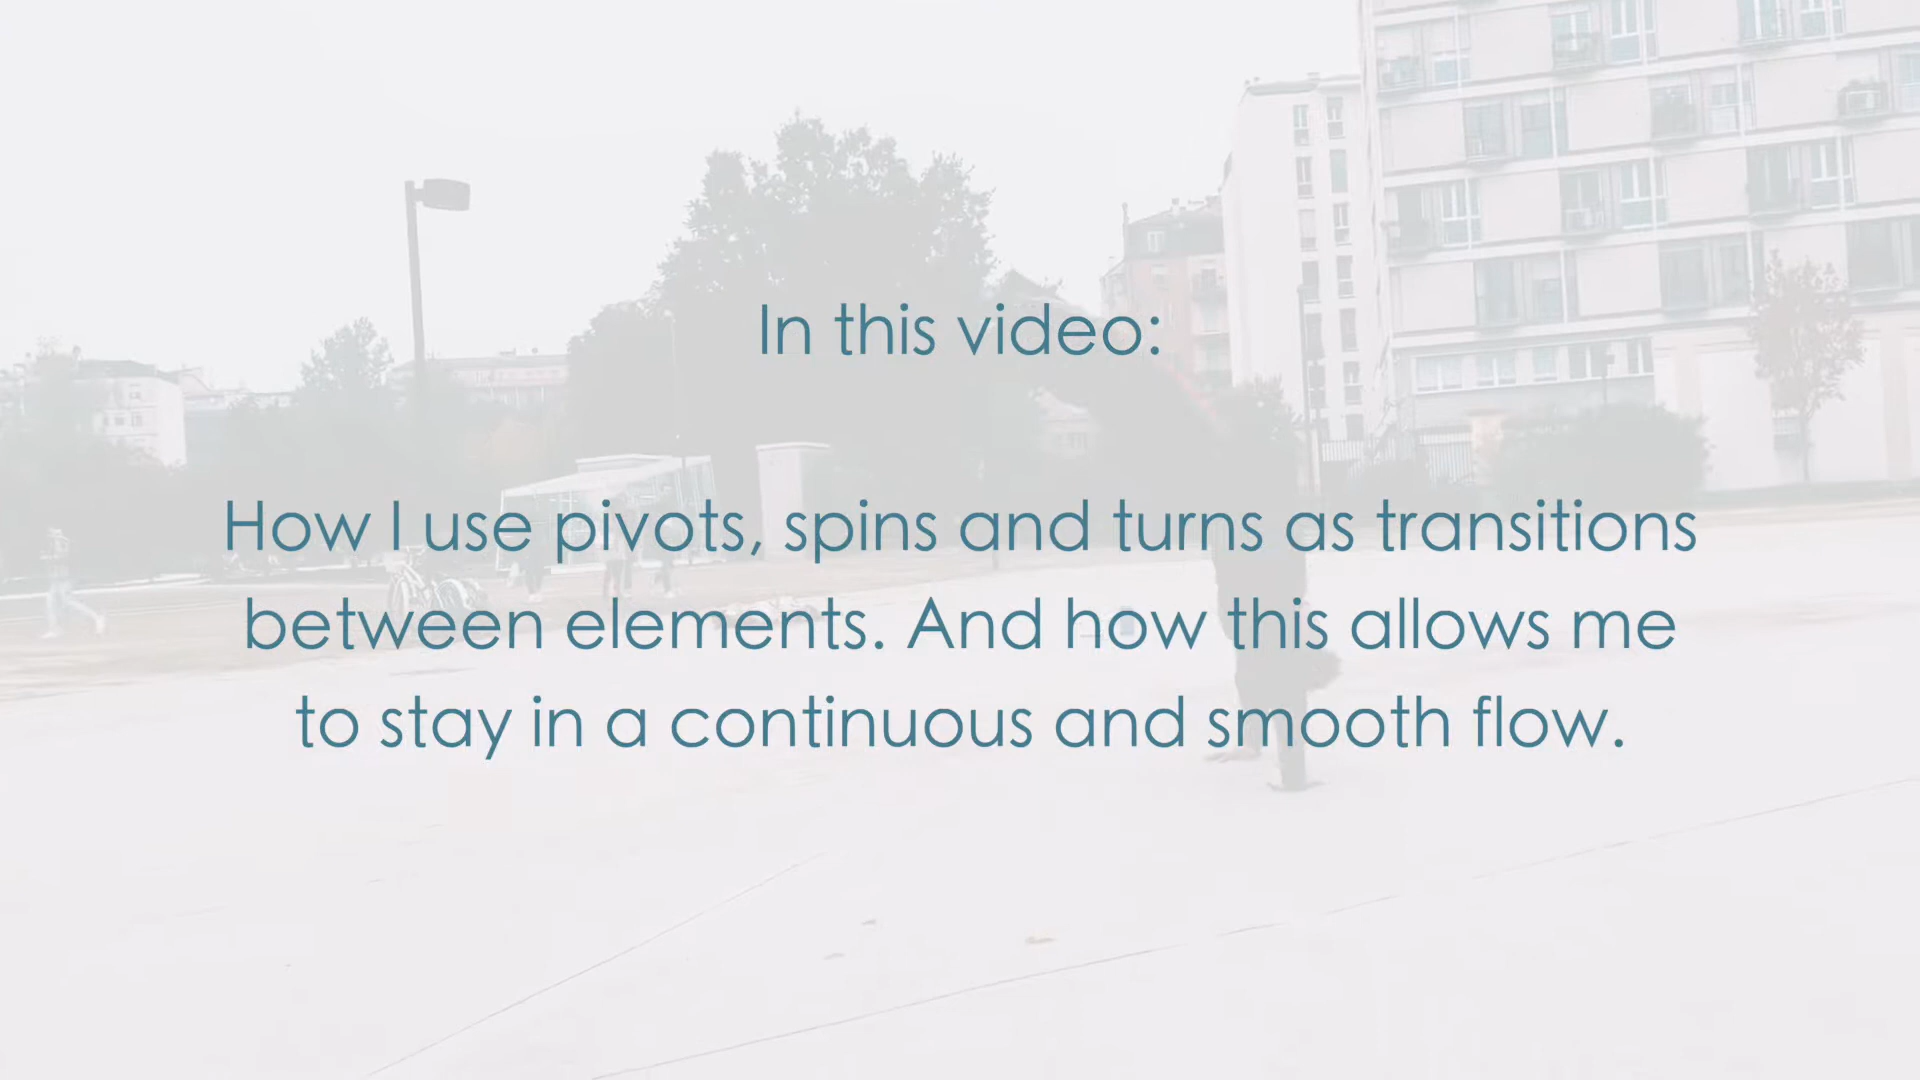 In this video:
How I use pivots, spins and turns as transitions
between elements. And how this allows me
to stay in a continuous and smooth flow.